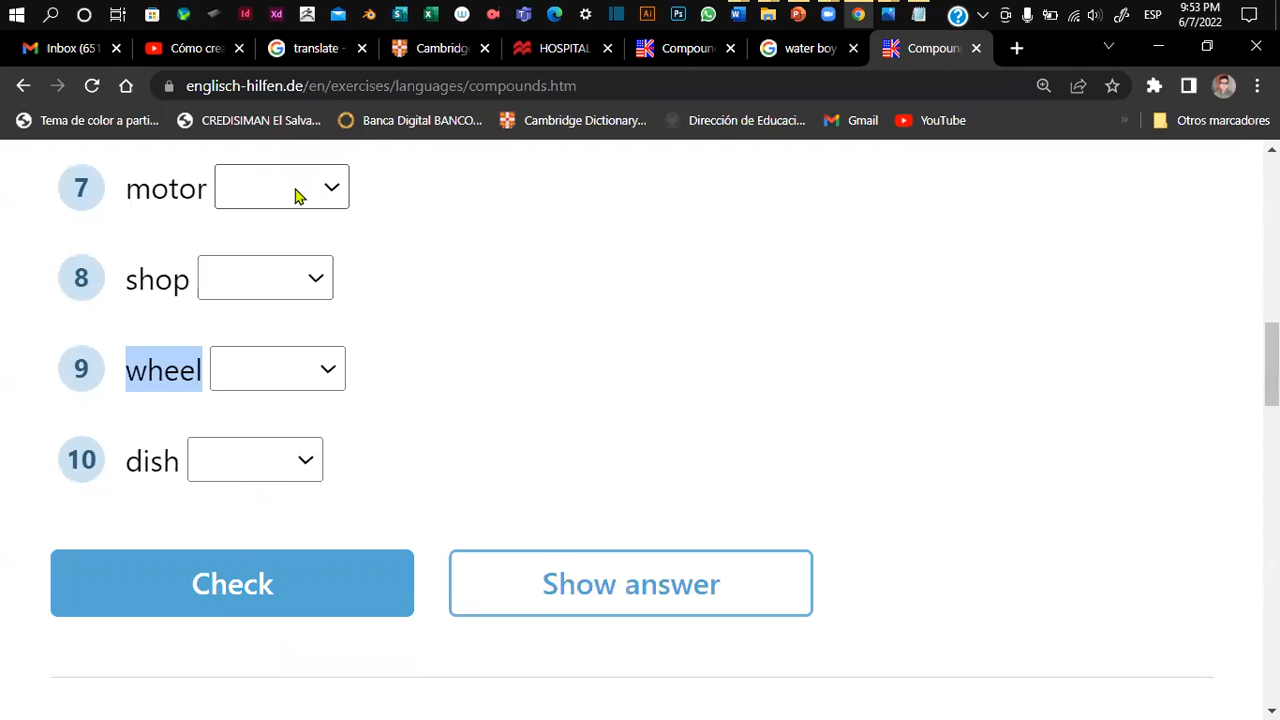 9:53 PM
ESP
6/7/2022
Inbox (651
Cómo crea
translate -
Cambridg
HOSPITAL
Compoun
water boy
Compoun
englisch-hilfen.de/en/exercises/languages/compounds.htm
Tema de color a parti...
CREDISIMAN El Salva...
Banca Digital BANCO...
Cambridge Dictionary...
Dirección de Educaci...
Gmail
YouTube
»
Otros marcadores
7 motor
8 shop
9 wheel
10 dish
Check
Show answer